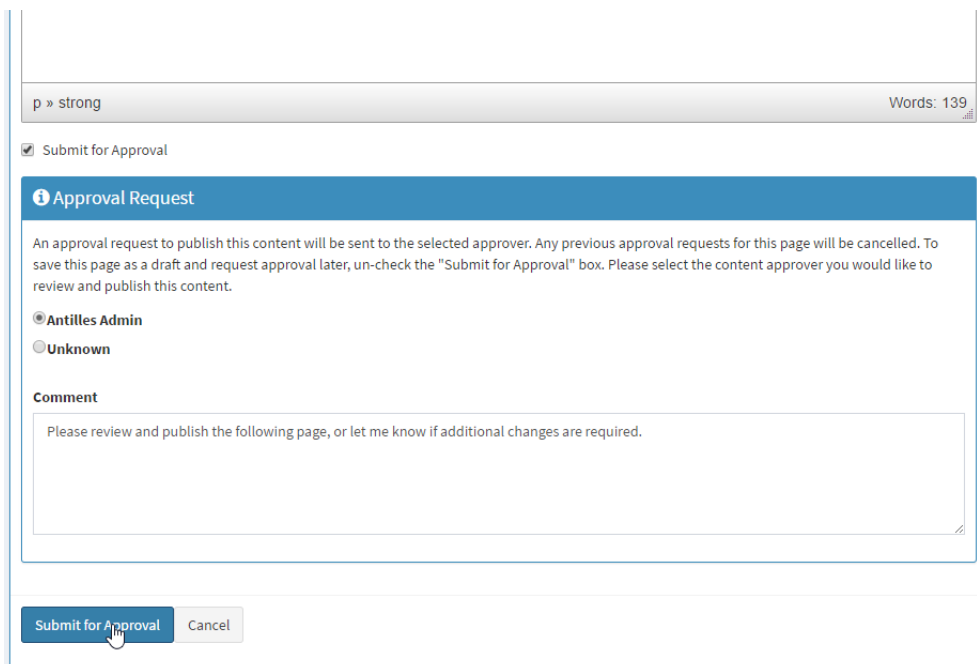 p » strong
Words: 139
Submit for Approval
Approval Request
An approval request to publish this content will be sent to the selected approver. Any previous approval requests for this page will be cancelled. To
save this page as a draft and request approval later, un-check the "Submit for Approval" box. Please select the content approver you would like to
review and publish this content.
Antilles Admin
Unknown
Comment
Please review and publish the following page, or let me know if additional changes are required.
Submit for Approval
Cancel